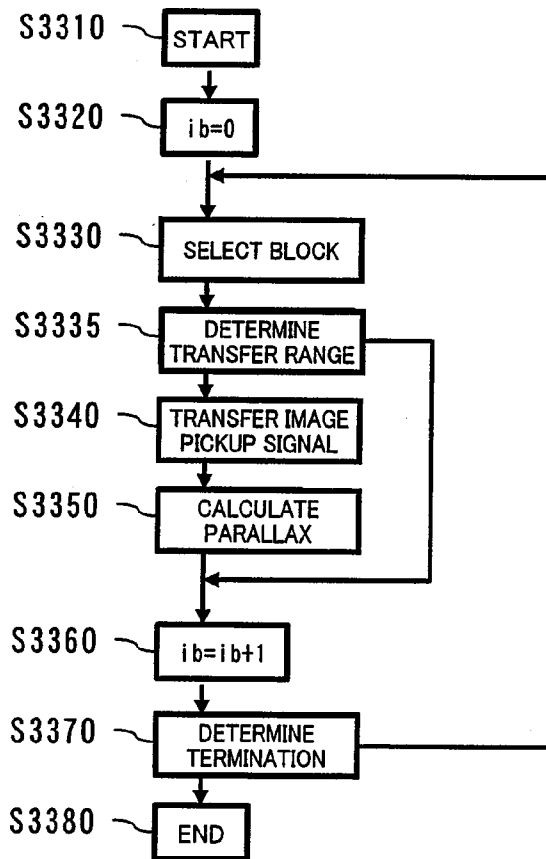 S3310 START
S3320 ib=0
S3330 SELECT BLOCK
S3335 DETERMINE
TRANSFER RANGE
S3340 TRANSFER IMAGE
PICKUP SIGNAL
S3350 CALCULATE
PARALLAX
S3360 ib=ib+1
S3370 DETERMINE
TERMINATION
S3380 END